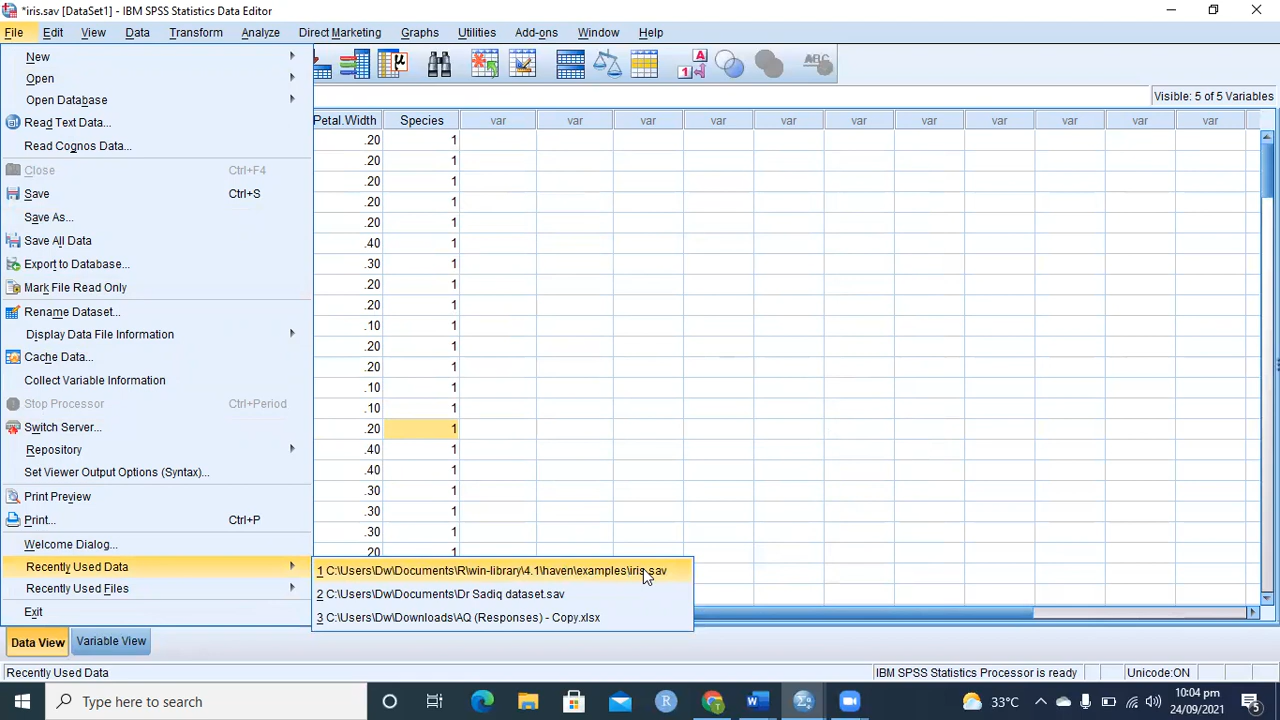 *iris.sav [DataSet1] - IBM SPSS Statistics Data Editor
File Edit View Data Transform Analyze Direct Marketing Graphs Utilities Add-ons Window Help
New
Open
Open Database
Read Text Data...
Read Cognos Data...
Close Ctrl+F4
Save Ctrl+S
Save As...
Save All Data
Export to Database...
Mark File Read Only
Rename Dataset...
Display Data File Information
Cache Data...
Collect Variable Information
Stop Processor Ctrl+Period
Switch Server...
Repository
Set Viewer Output Options (Syntax)...
Print Preview
Print... Ctrl+P
Welcome Dialog...
Recently Used Data
Recently Used Files
Exit
1 C:\Users\Dw\Documents\R\win-library\4.1\haven\examples\iris.sav
2 C:\Users\Dw\Documents\Dr Sadiq dataset.sav
3 C:\Users\Dw\Downloads\AQ (Responses) - Copy.xlsx
Visible: 5 of 5 Variables
Petal.Width Species var var var var var var var var var var var
.20 1
.20 1
.20 1
.20 1
.20 1
.40 1
.30 1
.20 1
.20 1
.10 1
.20 1
.20 1
.10 1
.10 1
.20 1
.40 1
.40 1
.30 1
.30 1
.30 1
.20 1
Data View Variable View
Recently Used Data IBM SPSS Statistics Processor is ready Unicode:ON
Type here to search 33°C 10:04 pm
24/09/2021 5